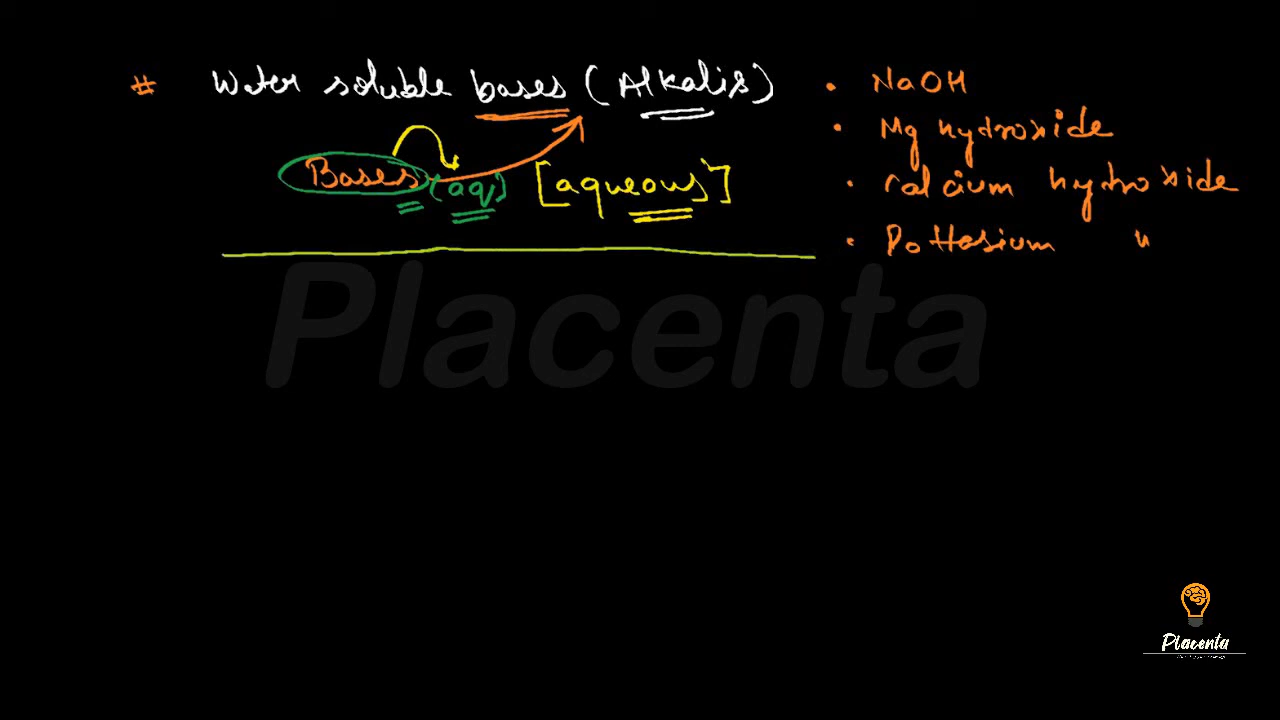 # Water soluble bases (Alkalis)
Bases (aq) [aqueous]
• NaOH
• Mg hydroxide
• calcium hydroxide
• Pottasium "
Placenta
Placenta